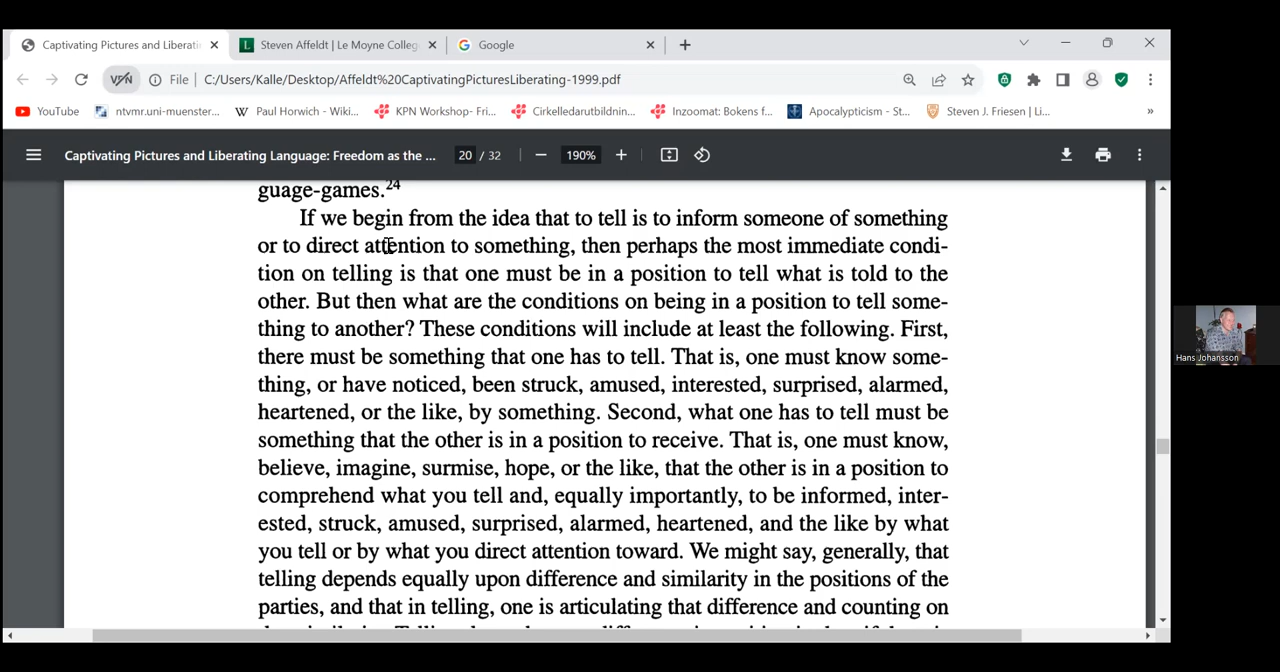 Captivating Pictures and Liberati
Steven Affeldt | Le Moyne Colleg
Google
VPN
File
C:/Users/Kalle/Desktop/Affeldt%20CaptivatingPicturesLiberating-1999.pdf
YouTube
ntvmr.uni-muenster...
Paul Horwich - Wiki...
KPN Workshop- Fri...
Cirkelledarutbildnin...
Inzoomat: Bokens f...
Apocalypticism - St...
Steven J. Friesen | Li...
»
Captivating Pictures and Liberating Language: Freedom as the ...
20 / 32
190%
guage-games.24
If we begin from the idea that to tell is to inform someone of something
or to direct attention to something, then perhaps the most immediate condi-
tion on telling is that one must be in a position to tell what is told to the
other. But then what are the conditions on being in a position to tell some-
thing to another? These conditions will include at least the following. First,
there must be something that one has to tell. That is, one must know some-
thing, or have noticed, been struck, amused, interested, surprised, alarmed,
heartened, or the like, by something. Second, what one has to tell must be
something that the other is in a position to receive. That is, one must know,
believe, imagine, surmise, hope, or the like, that the other is in a position to
comprehend what you tell and, equally importantly, to be informed, inter-
ested, struck, amused, surprised, alarmed, heartened, and the like by what
you tell or by what you direct attention toward. We might say, generally, that
telling depends equally upon difference and similarity in the positions of the
parties, and that in telling, one is articulating that difference and counting on
Hans Johansson